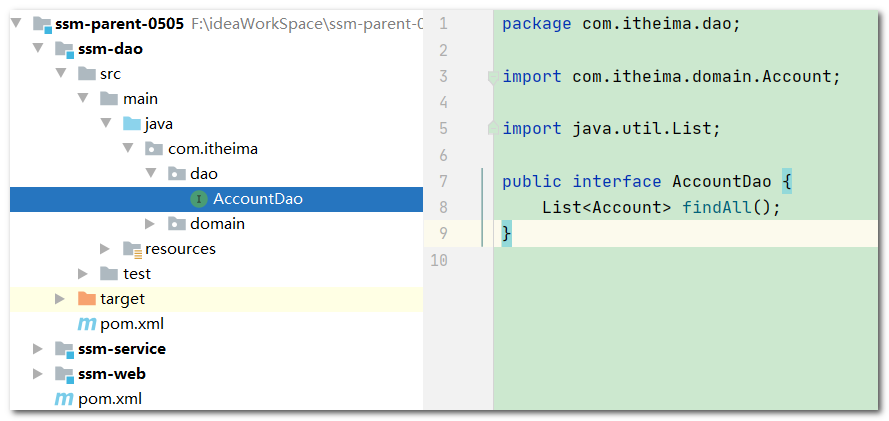 ssm-parent-0505 F:\ideaWorkSpace\ssm-parent-0
ssm-dao
src
main
java
com.itheima
dao
I AccountDao
domain
resources
test
target
m pom.xml
ssm-service
ssm-web
m pom.xml
1 package com.itheima.dao;
2
3 import com.itheima.domain.Account;
4
5 import java.util.List;
6
7 public interface AccountDao {
8 List<Account> findAll();
9 }
10